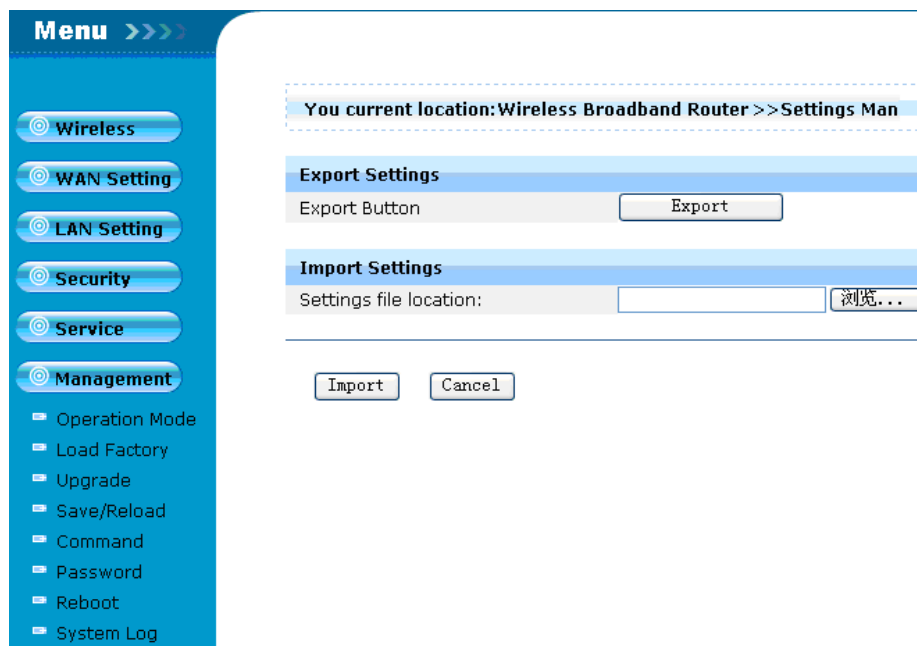 Menu >>>>
Wireless
WAN Setting
LAN Setting
Security
Service
Management
Operation Mode
Load Factory
Upgrade
Save/Reload
Command
Password
Reboot
System Log
You current location:Wireless Broadband Router >>Settings Man
Export Settings
Export Button
Export
Import Settings
Settings file location:
浏览...
Import
Cancel